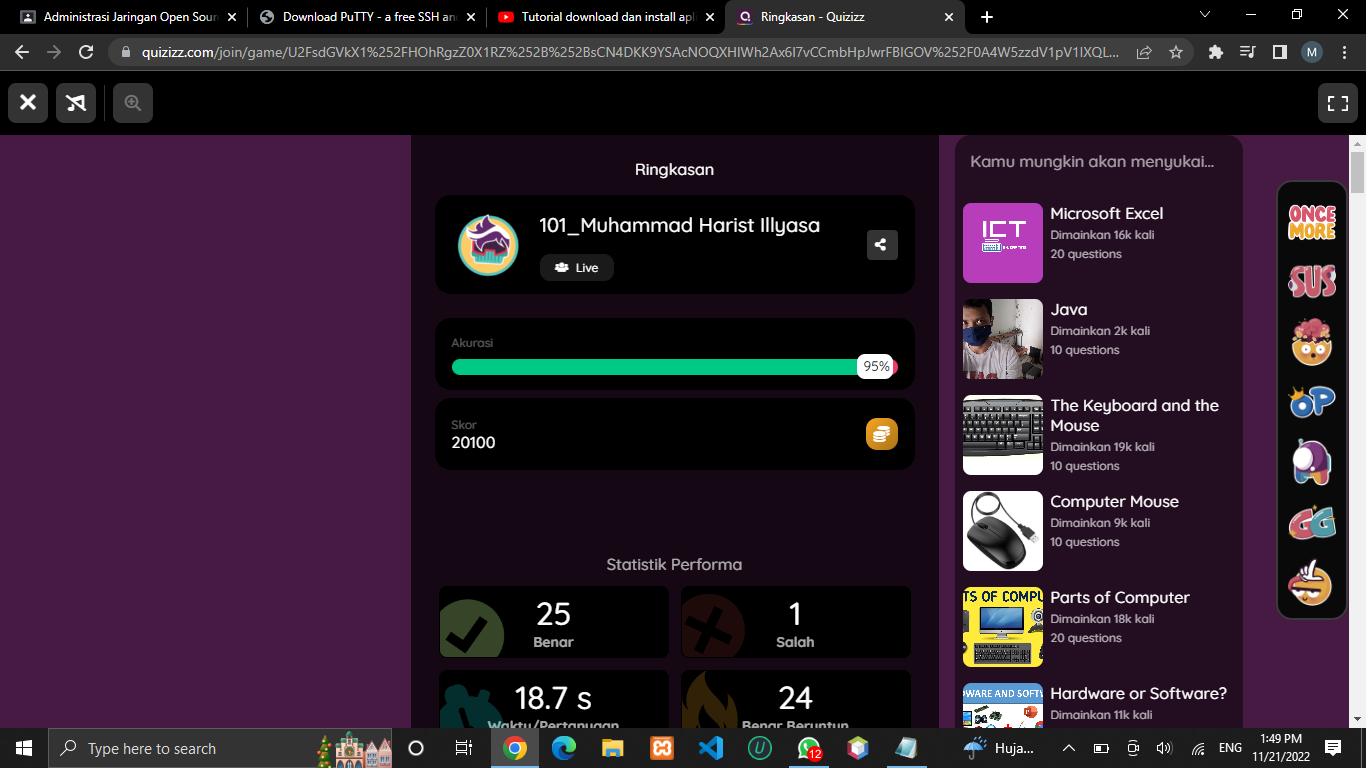 Administrasi Jaringan Open Sour
Download PuTTY - a free SSH an
Tutorial download dan install apl
Ringkasan - Quizizz
quizizz.com/join/game/U2FsdGVkX1%252FHOhRgzZ0X1RZ%252B%252BsCN4DKK9YSAcNOQXHIWh2Ax6I7vCCmbHpJwrFBIGOV%252F0A4W5zzdV1pV1IXQL...
M
Ringkasan
101_Muhammad Harist Illyasa
Live
Akurasi
95%
Skor
20100
Statistik Performa
25
Benar
1
Salah
18.7 s
Waktu/Pertanyaan
24
Benar Beruntun
Kamu mungkin akan menyukai...
ICT
Microsoft Excel
Dimainkan 16k kali
20 questions
Java
Dimainkan 2k kali
10 questions
The Keyboard and the
Mouse
Dimainkan 19k kali
10 questions
Computer Mouse
Dimainkan 9k kali
10 questions
TS OF COMPU
Parts of Computer
Dimainkan 18k kali
20 questions
DWARE AND SOFTW
Hardware or Software?
Dimainkan 11k kali
ONCE
MORE
SUS
OP
GG
Type here to search
12
Huja...
ENG
1:49 PM
11/21/2022